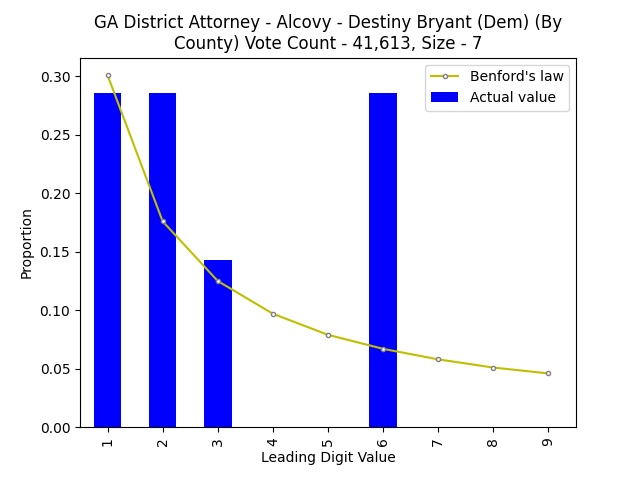 GA District Attorney - Alcovy - Destiny Bryant (Dem) (By
County) Vote Count - 41,613, Size - 7
Benford's law
Actual value
0.30
0.25
0.20
0.15
0.10
0.05
0.00
Proportion
1 2 3 4 5 6 7 8 9
Leading Digit Value